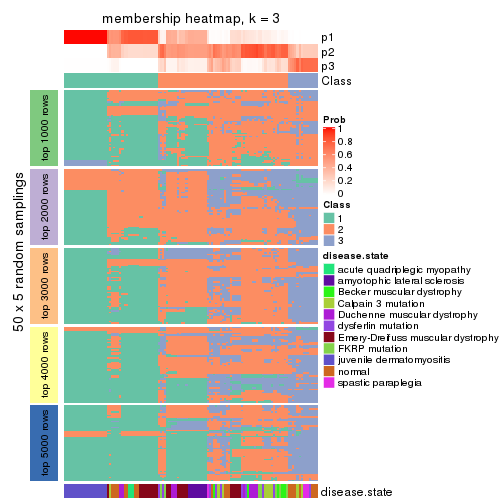 membership heatmap, k = 3
p1
p2
p3
Class
50 x 5 random samplings
top 1000 rows
top 2000 rows
top 3000 rows
top 4000 rows
top 5000 rows
Prob
1
0.8
0.6
0.4
0.2
0
Class
1
2
3
disease.state
acute quadriplegic myopathy
amyotophic lateral sclerosis
Becker muscular dystrophy
Calpain 3 mutation
Duchenne muscular dystrophy
dysferlin mutation
Emery-Dreifuss muscular dystrophy
FKRP mutation
juvenile dermatomyositis
normal
spastic paraplegia
disease.state